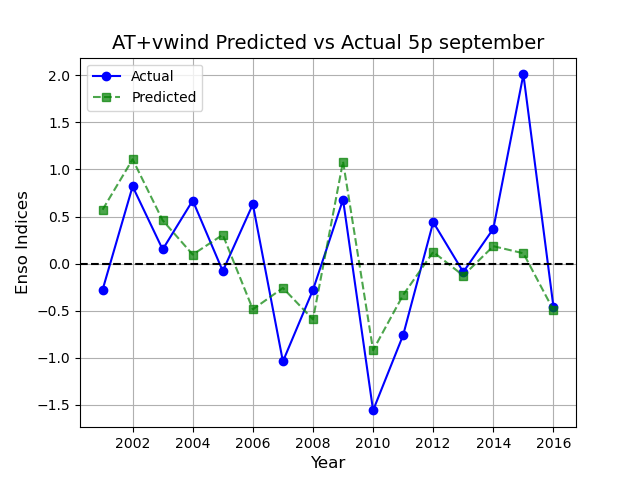 AT+vwind Predicted vs Actual 5p september
Actual
Predicted
2.0
1.5
1.0
0.5
0.0
−0.5
−1.0
−1.5
Enso Indices
2002 2004 2006 2008 2010 2012 2014 2016
Year